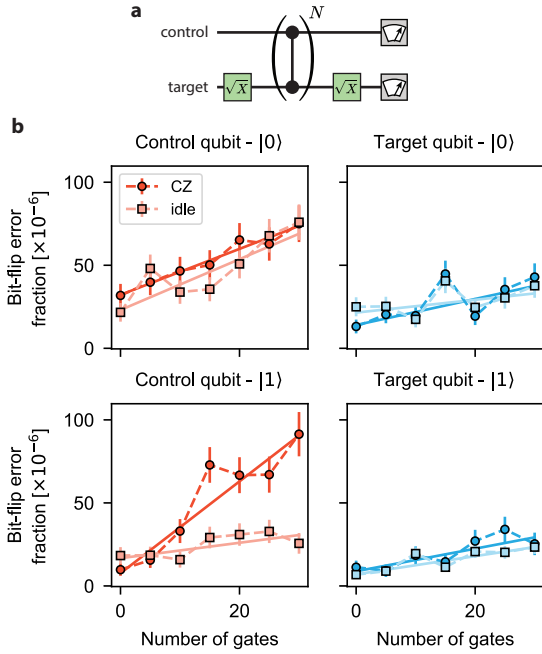 a
N
control
target
√X
√X
b
Control qubit - |0⟩
Target qubit - |0⟩
CZ
idle
Bit-flip error
fraction [×10⁻⁶]
100
50
0
Control qubit - |1⟩
Target qubit - |1⟩
Bit-flip error
fraction [×10⁻⁶]
100
50
0
0
20
0
20
Number of gates
Number of gates